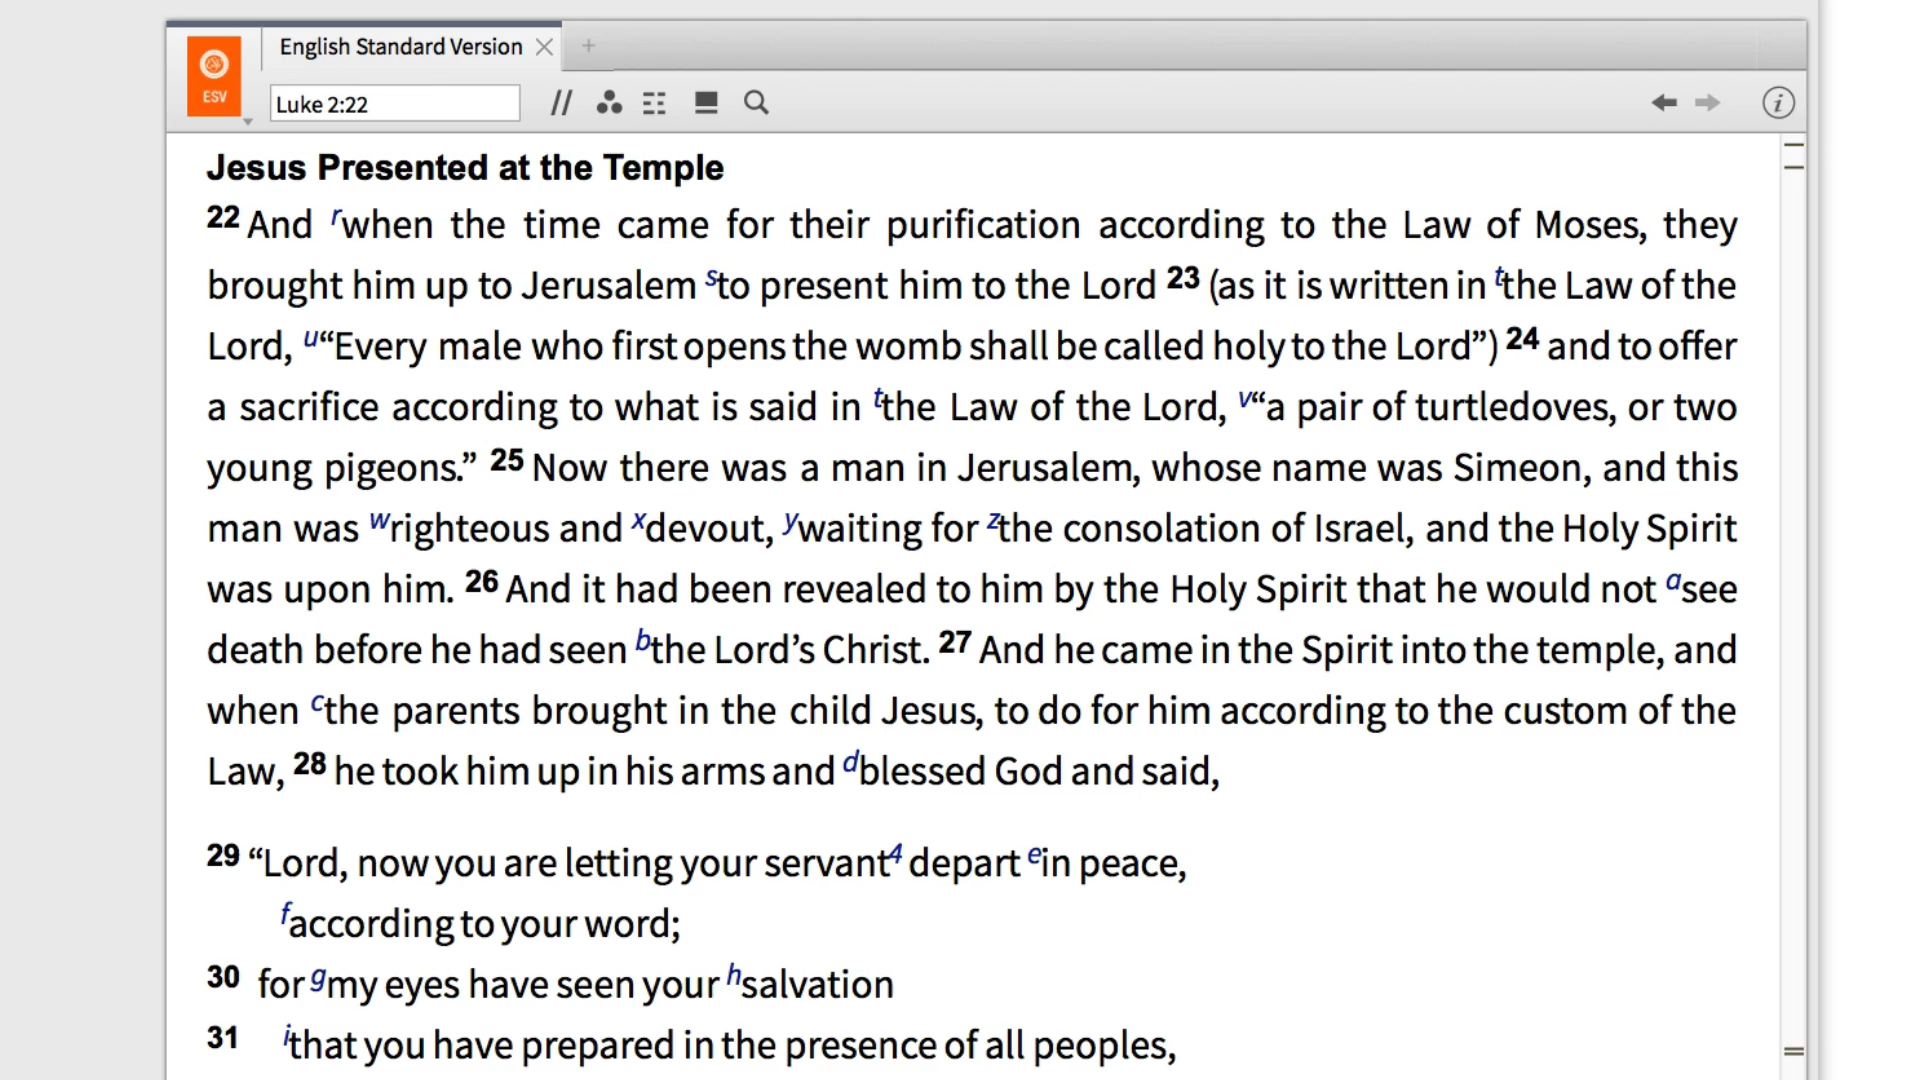 English Standard Version
ESV
Luke 2:22
Jesus Presented at the Temple
22 And rwhen the time came for their purification according to the Law of Moses, they
brought him up to Jerusalem sto present him to the Lord 23 (as it is written in tthe Law of the
Lord, u“Every male who first opens the womb shall be called holy to the Lord”) 24 and to offer
a sacrifice according to what is said in tthe Law of the Lord, v“a pair of turtledoves, or two
young pigeons.” 25 Now there was a man in Jerusalem, whose name was Simeon, and this
man was wrighteous and xdevout, ywaiting for zthe consolation of Israel, and the Holy Spirit
was upon him. 26 And it had been revealed to him by the Holy Spirit that he would not asee
death before he had seen bthe Lord’s Christ. 27 And he came in the Spirit into the temple, and
when cthe parents brought in the child Jesus, to do for him according to the custom of the
Law, 28 he took him up in his arms and dblessed God and said,
29 “Lord, now you are letting your servant4 depart ein peace,
faccording to your word;
30 for gmy eyes have seen your hsalvation
31 ithat you have prepared in the presence of all peoples,